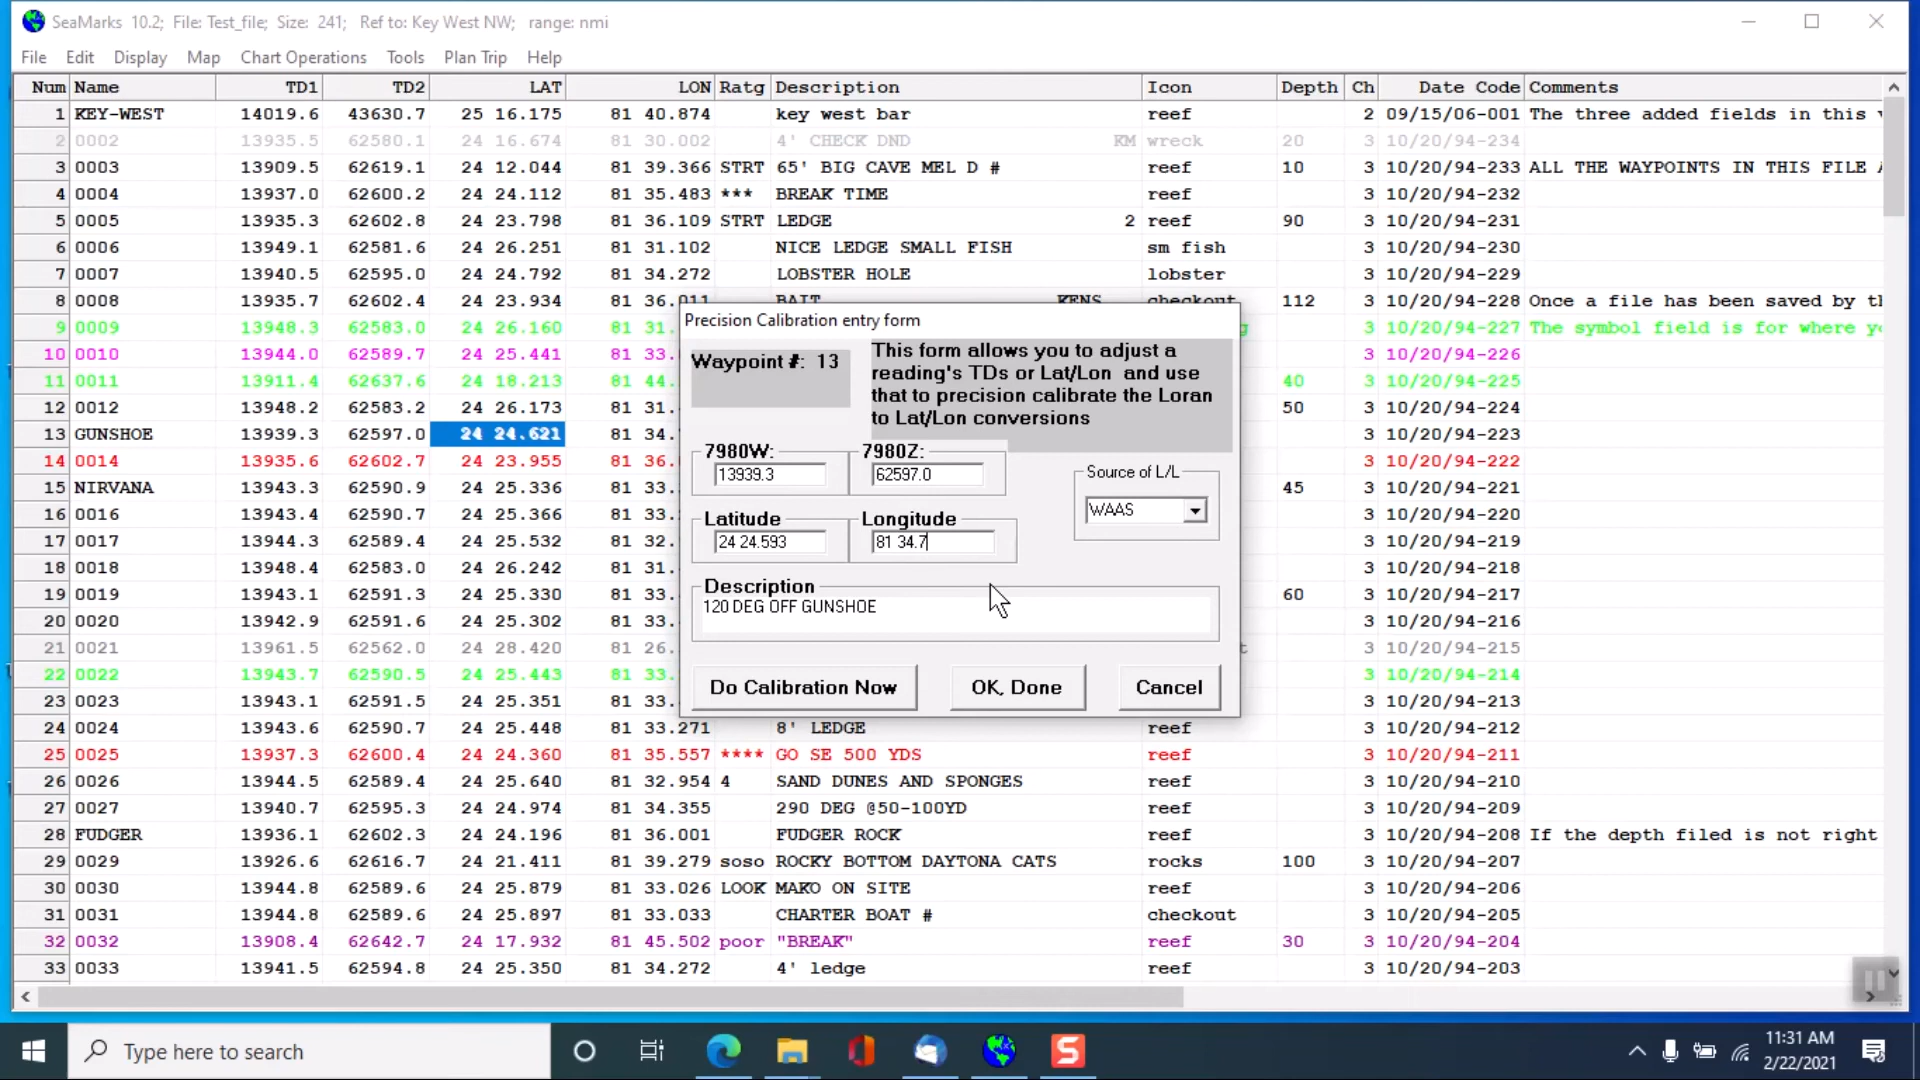 SeaMarks 10.2; File: Test_file; Size: 241; Ref to: Key West NW; range: nmi
File Edit Display Map Chart Operations Tools Plan Trip Help
Num Name TD1 TD2 LAT LON Ratg Description Icon Depth Ch Date Code Comments
1 KEY-WEST 14019.6 43630.7 25 16.175 81 40.874 key west bar reef 2 09/15/06-001 The three added fields in this
2 0002 13935.5 62580.1 24 16.674 81 30.002 4' CHECK DND KM wreck 20 3 10/20/94-234
3 0003 13909.5 62619.1 24 12.044 81 39.366 STRT 65' BIG CAVE MEL D # reef 10 3 10/20/94-233 ALL THE WAYPOINTS IN THIS FILE
4 0004 13937.0 62600.2 24 24.112 81 35.483 *** BREAK TIME reef 3 10/20/94-232
5 0005 13935.3 62602.8 24 23.798 81 36.109 STRT LEDGE 2 reef 90 3 10/20/94-231
6 0006 13949.1 62581.6 24 26.251 81 31.102 NICE LEDGE SMALL FISH sm fish 3 10/20/94-230
7 0007 13940.5 62595.0 24 24.792 81 34.272 LOBSTER HOLE lobster 3 10/20/94-229
8 0008 13935.7 62602.4 24 23.934 81 36.011 BAIT KENS checkout 112 3 10/20/94-228 Once a file has been saved by
9 0009 13948.3 62583.0 24 26.160 81 31. 3 10/20/94-227 The symbol field is for where
10 0010 13944.0 62589.7 24 25.441 81 33. 3 10/20/94-226
11 0011 13911.4 62637.6 24 18.213 81 44. 40 3 10/20/94-225
12 0012 13948.2 62583.2 24 26.173 81 31. 50 3 10/20/94-224
13 GUNSHOE 13939.3 62597.0 24 24.621 81 34. 3 10/20/94-223
14 0014 13935.6 62602.7 24 23.955 81 36. 3 10/20/94-222
15 NIRVANA 13943.3 62590.9 24 25.336 81 33. 45 3 10/20/94-221
16 0016 13943.4 62590.7 24 25.366 81 33. 3 10/20/94-220
17 0017 13944.3 62589.4 24 25.532 81 32. 3 10/20/94-219
18 0018 13948.4 62583.0 24 26.242 81 31. 3 10/20/94-218
19 0019 13943.1 62591.3 24 25.330 81 33. 60 3 10/20/94-217
20 0020 13942.9 62591.6 24 25.302 81 33. 3 10/20/94-216
21 0021 13961.5 62562.0 24 28.420 81 26. 3 10/20/94-215
22 0022 13943.7 62590.5 24 25.443 81 33. 3 10/20/94-214
23 0023 13943.1 62591.5 24 25.351 81 33. 3 10/20/94-213
24 0024 13943.6 62590.7 24 25.448 81 33.271 8' LEDGE reef 3 10/20/94-212
25 0025 13937.3 62600.4 24 24.360 81 35.557 **** GO SE 500 YDS reef 3 10/20/94-211
26 0026 13944.5 62589.4 24 25.640 81 32.954 4 SAND DUNES AND SPONGES reef 3 10/20/94-210
27 0027 13940.7 62595.3 24 24.974 81 34.355 290 DEG @50-100YD reef 3 10/20/94-209
28 FUDGER 13936.1 62602.3 24 24.196 81 36.001 FUDGER ROCK reef 3 10/20/94-208 If the depth filed is not right
29 0029 13926.6 62616.7 24 21.411 81 39.279 soso ROCKY BOTTOM DAYTONA CATS rocks 100 3 10/20/94-207
30 0030 13944.8 62589.6 24 25.879 81 33.026 LOOK MAKO ON SITE reef 3 10/20/94-206
31 0031 13944.8 62589.6 24 25.897 81 33.033 CHARTER BOAT # checkout 3 10/20/94-205
32 0032 13908.4 62642.7 24 17.932 81 45.502 poor "BREAK" reef 30 3 10/20/94-204
33 0033 13941.5 62594.8 24 25.350 81 34.272 4' ledge reef 3 10/20/94-203
Precision Calibration entry form
Waypoint #: 13
This form allows you to adjust a
reading's TDs or Lat/Lon and use
that to precision calibrate the Loran
to Lat/Lon conversions
7980W: 7980Z:
13939.3 62597.0
Source of L/L
WAAS
Latitude Longitude
24 24.593 81 34.7
Description
120 DEG OFF GUNSHOE
Do Calibration Now OK, Done Cancel
Type here to search
S
11:31 AM
2/22/2021